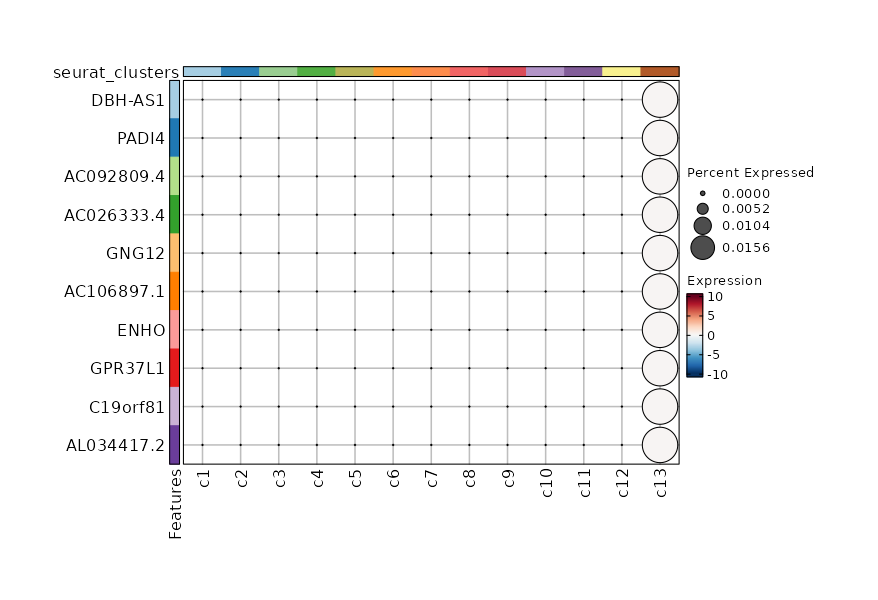 seurat_clusters
DBH-AS1
PADI4
AC092809.4
AC026333.4
GNG12
AC106897.1
ENHO
GPR37L1
C19orf81
AL034417.2
Features
c1
c2
c3
c4
c5
c6
c7
c8
c9
c10
c11
c12
c13
Percent Expressed
0.0000
0.0052
0.0104
0.0156
Expression
10
5
0
-5
-10